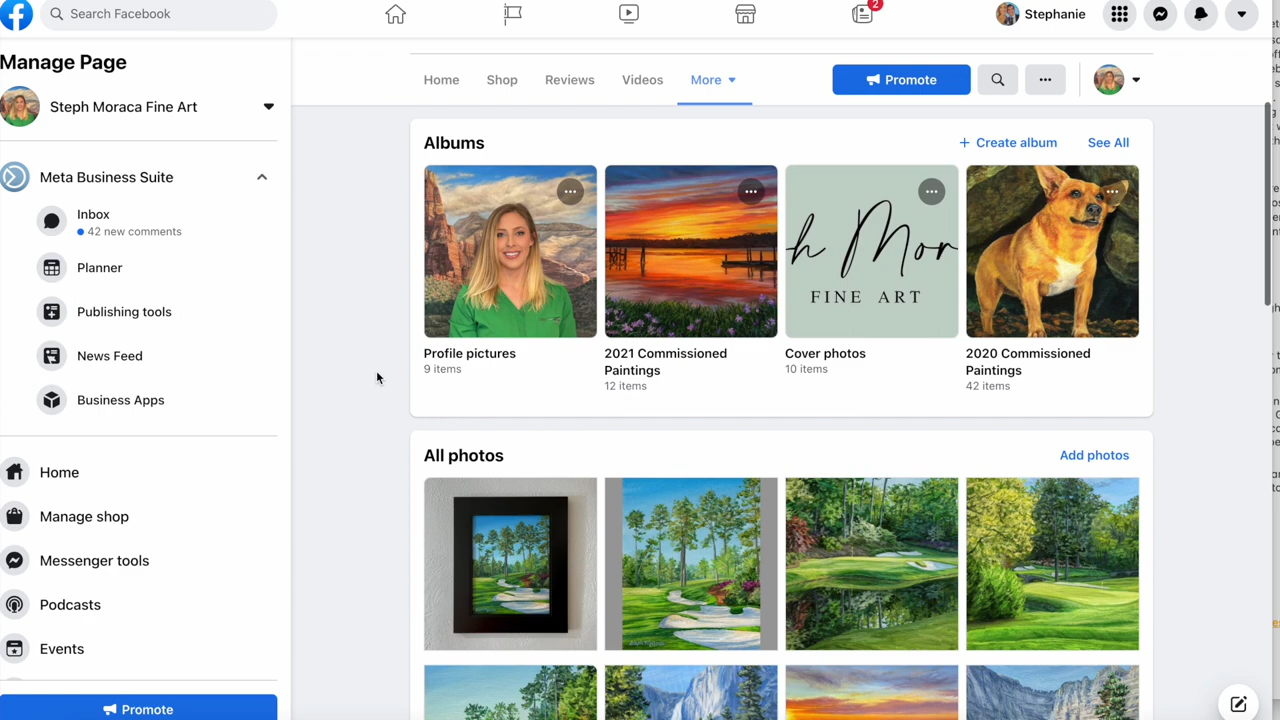 Search Facebook
2
Stephanie
Manage Page
Steph Moraca Fine Art
Meta Business Suite
Inbox
42 new comments
Planner
Publishing tools
News Feed
Business Apps
Home
Manage shop
Messenger tools
Podcasts
Events
Promote
Home
Shop
Reviews
Videos
More
Promote
Albums
+ Create album
See All
h Mor
FINE ART
Profile pictures
9 items
2021 Commissioned
Paintings
12 items
Cover photos
10 items
2020 Commissioned
Paintings
42 items
All photos
Add photos